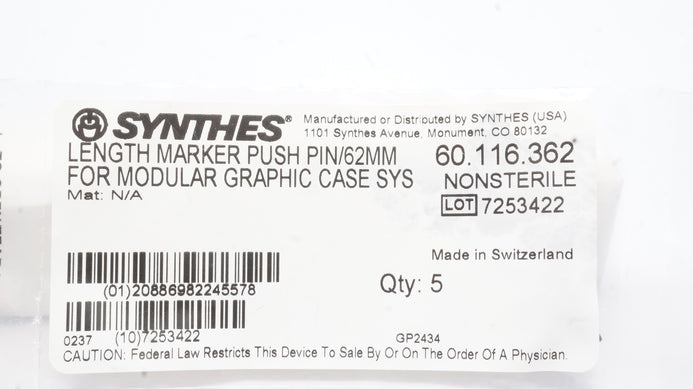 SYNTHES®
Manufactured or Distributed by SYNTHES (USA)
1101 Synthes Avenue, Monument, CO 80132
LENGTH MARKER PUSH PIN/62MM
60.116.362
FOR MODULAR GRAPHIC CASE SYS
NONSTERILE
Mat: N/A
LOT 7253422
Made in Switzerland
(01)20886982245578
Qty: 5
(10)7253422
0237
GP2434
CAUTION: Federal Law Restricts This Device To Sale By Or On The Order Of A Physician.